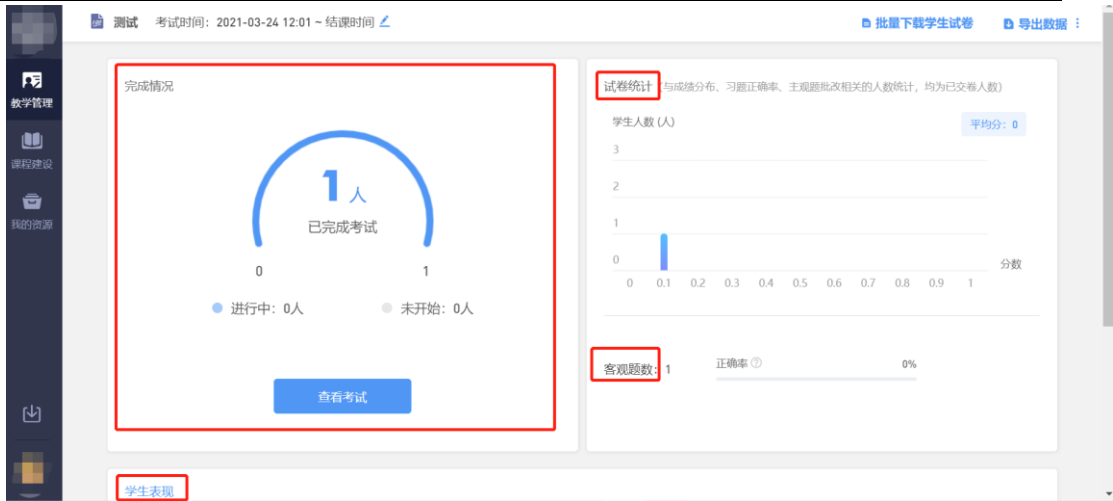 测试 考试时间：2021-03-24 12:01 ~ 结课时间
批量下载学生试卷 导出数据
教学管理
课程建设
我的资源
完成情况
1 人
已完成考试
0 1
进行中：0人 未开始：0人
查看考试
试卷统计（与成绩分布、习题正确率、主观题批改相关的人数统计，均为已交卷人数）
学生人数 (人)
平均分：0
3
2
1
0
分数
0 0.1 0.2 0.3 0.4 0.5 0.6 0.7 0.8 0.9 1
客观题数：1 正确率 0%
学生表现